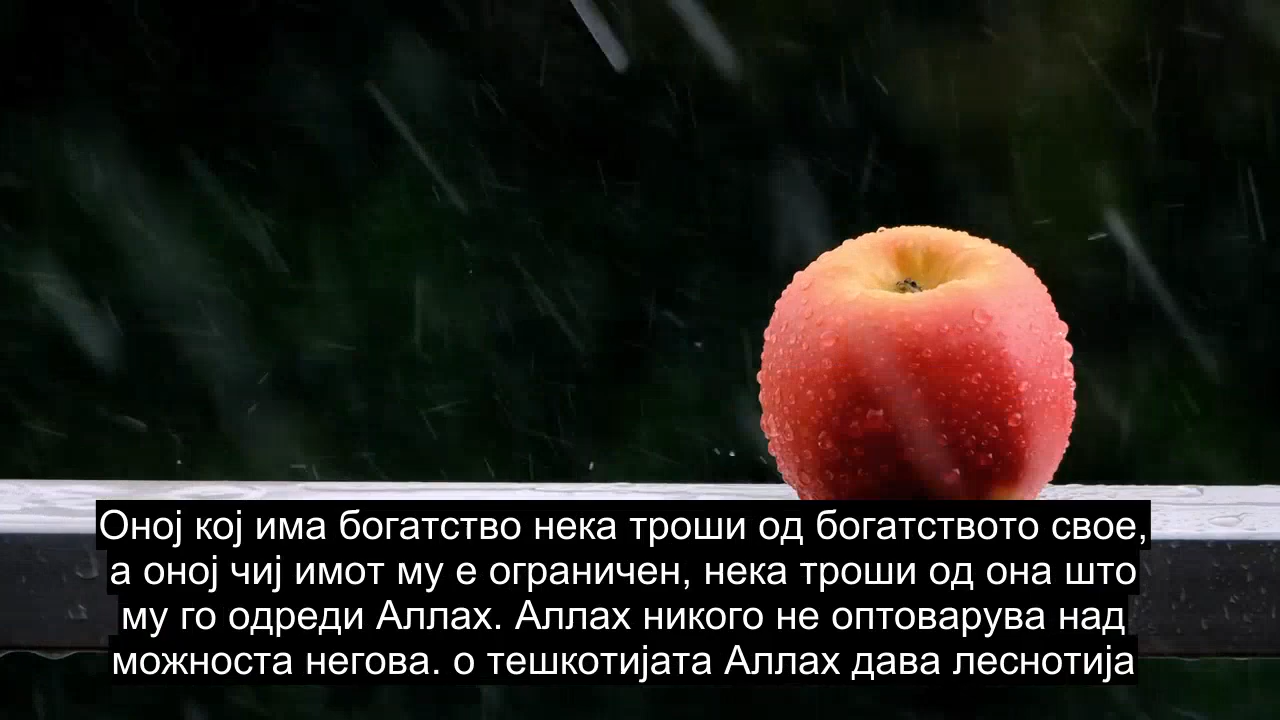 Оној кој има богатство нека троши од богатството свое,
а оној чиј имот му е ограничен, нека троши од она што
му го одреди Аллах. Аллах никого не оптоварува над
можноста негова. о тешкотијата Аллах дава леснотија